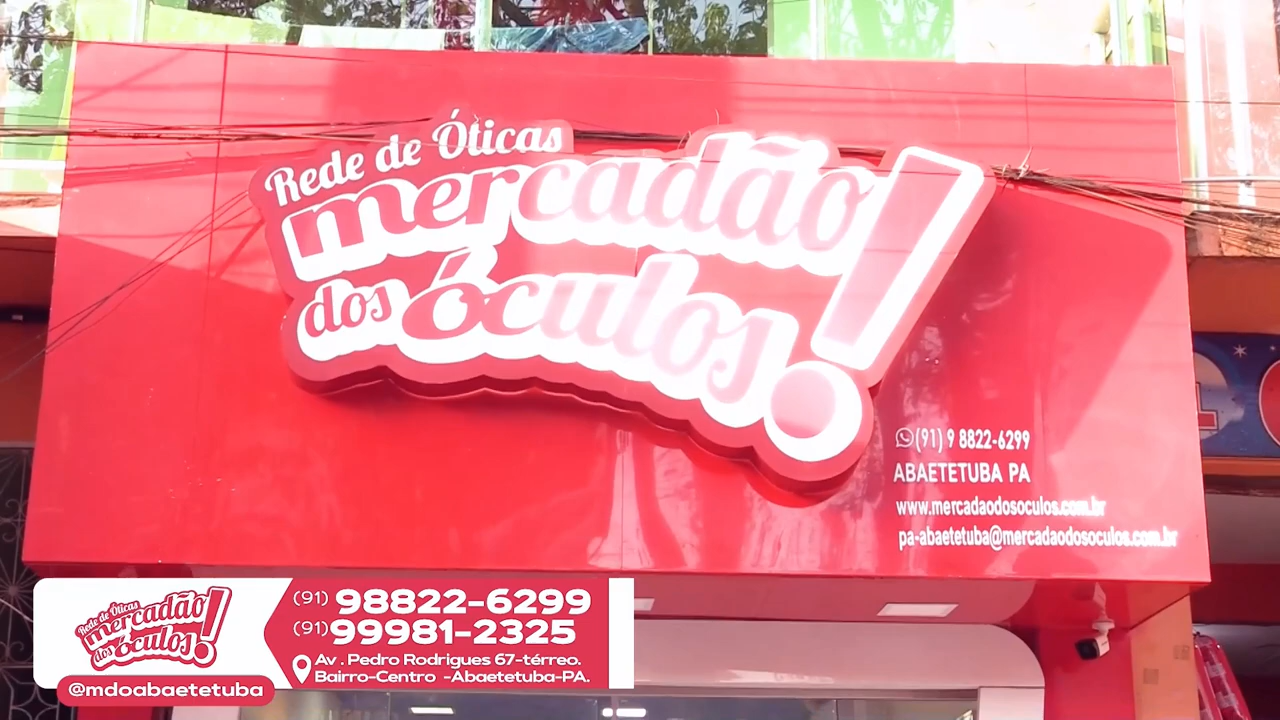 Rede de Óticas
mercadão
dos óculos!
(91) 9 8822-6299
ABAETETUBA PA
www.mercadaodosoculos.com.br
pa-abaetetuba@mercadaodosoculos.com.br
Rede de Óticas
mercadão
dos óculos!
@mdoabaetetuba
(91) 98822-6299
(91) 99981-2325
Av . Pedro Rodrigues 67-térreo.
Bairro-Centro -Abaetetuba-PA.